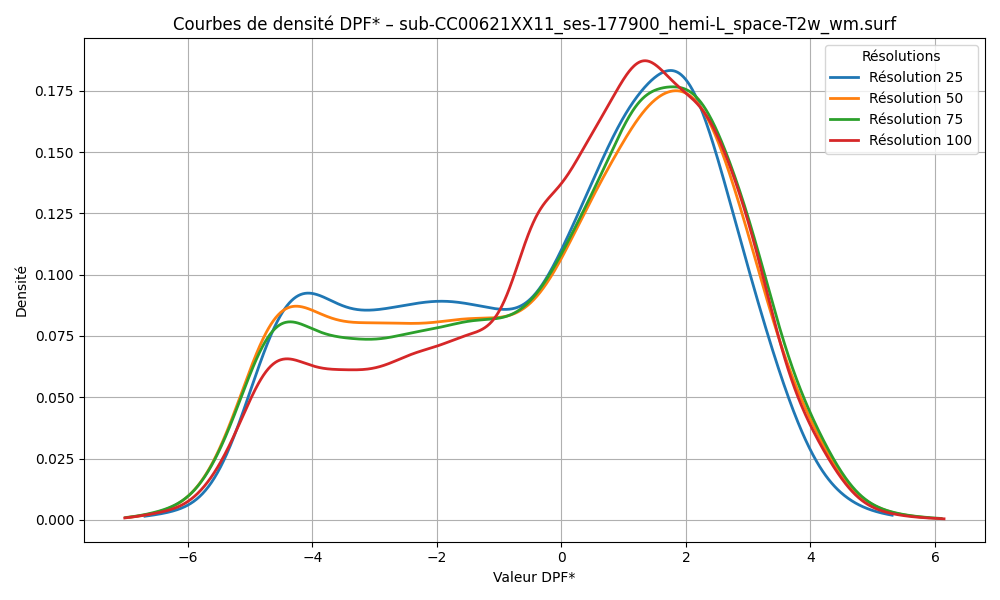 Courbes de densité DPF* – sub-CC00621XX11_ses-177900_hemi-L_space-T2w_wm.surf
Résolutions
Résolution 25
Résolution 50
Résolution 75
Résolution 100
0.175
0.150
0.125
0.100
0.075
0.050
0.025
0.000
Densité
−6
−4
−2
0
2
4
6
Valeur DPF*